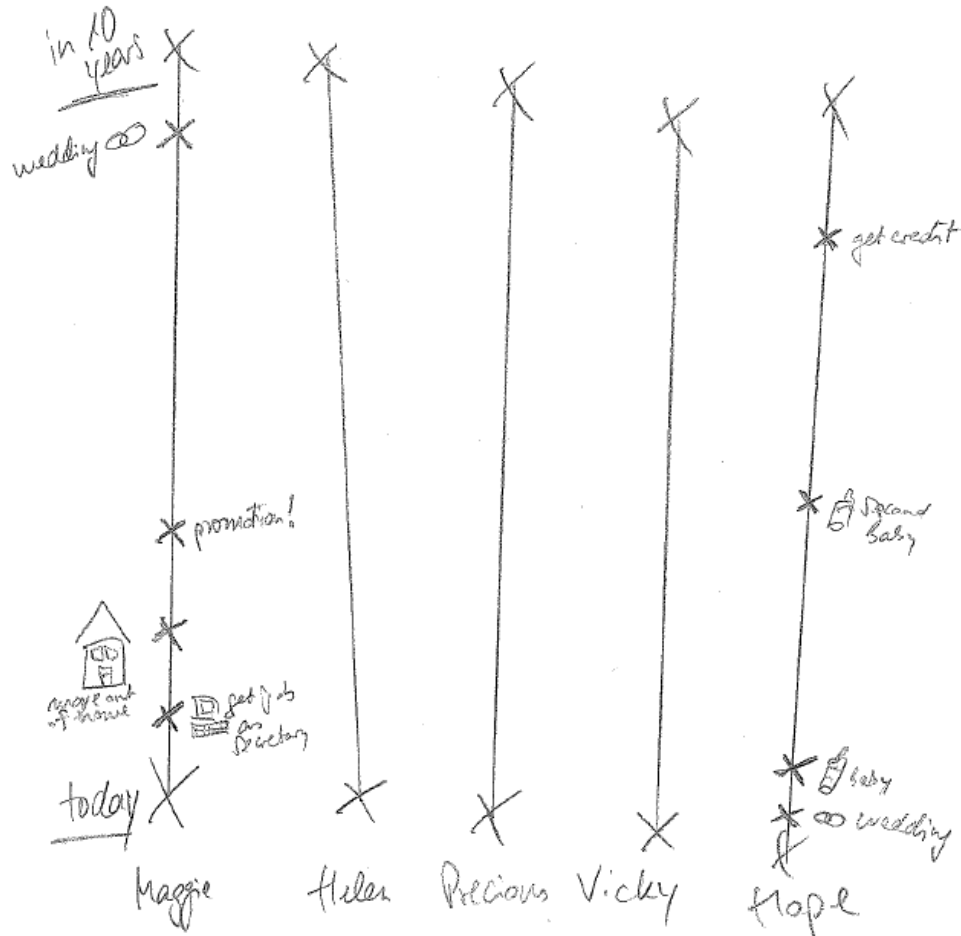 in 10
years
wedding
get credit
promotion!
second
baby
move out
of home
get job
as
secretary
today
baby
wedding
Maggie
Helen
Precious
Vicky
Hope